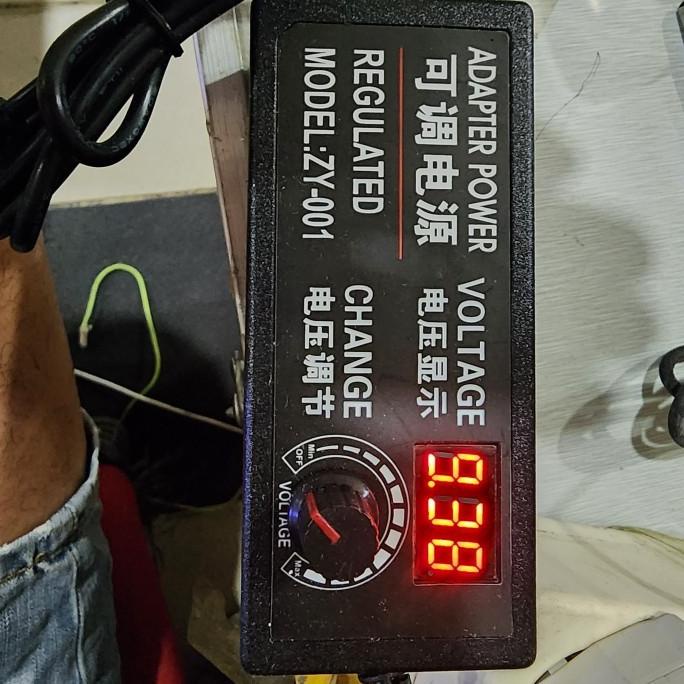 ADAPTER POWER
可调电源
REGULATED
MODEL:ZY-001
VOLTAGE
电压显示
CHANGE
电压调节
9.38
Min
OFF
VOLTAGE
Max